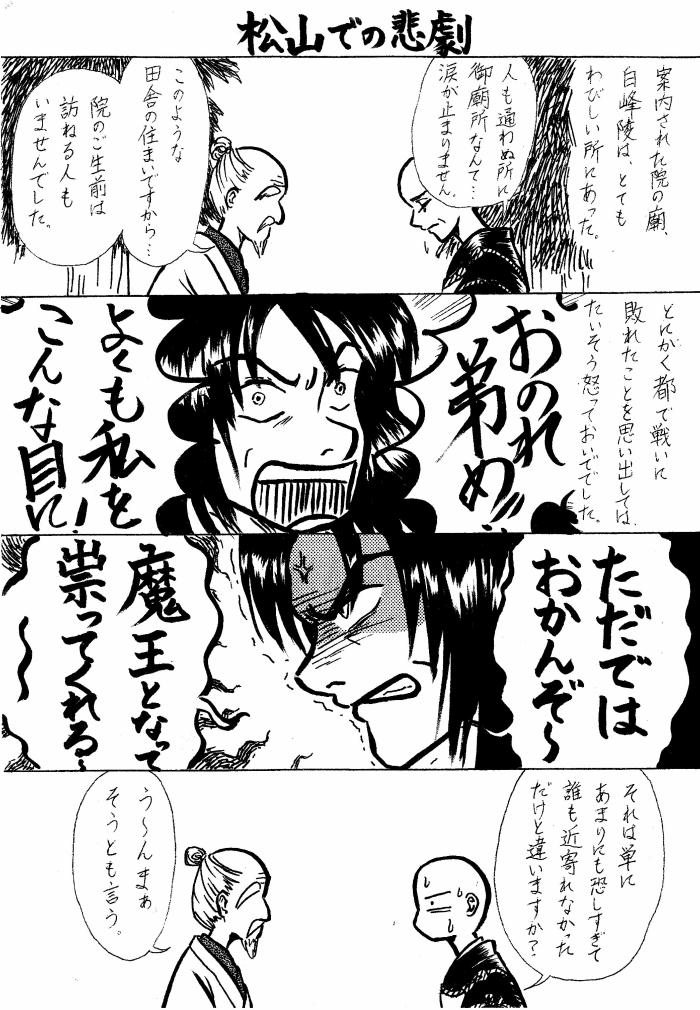 松山での悲劇
案内された院の廟、
白峰陵は、とても
わびしい所にあった。
人も通わぬ所に
御廟所なんて…
涙が止まりません。
このような
田舎の住まいですから…
院のご生前は
訪ねる人も
いませんでした。
とにかく都で戦いに
敗れたことを思い出しては、
たいそう怒っておいででした。
おのれ
弟め!!
よくも私を
こんな目に!
ただでは
おかんぞ〜
魔王となって
祟ってくれる〜
〜〜
それは単に
あまりにも恐しすぎて
誰も近寄れなかった
だけと違いますか?
う〜んまぁ
そうとも言う。